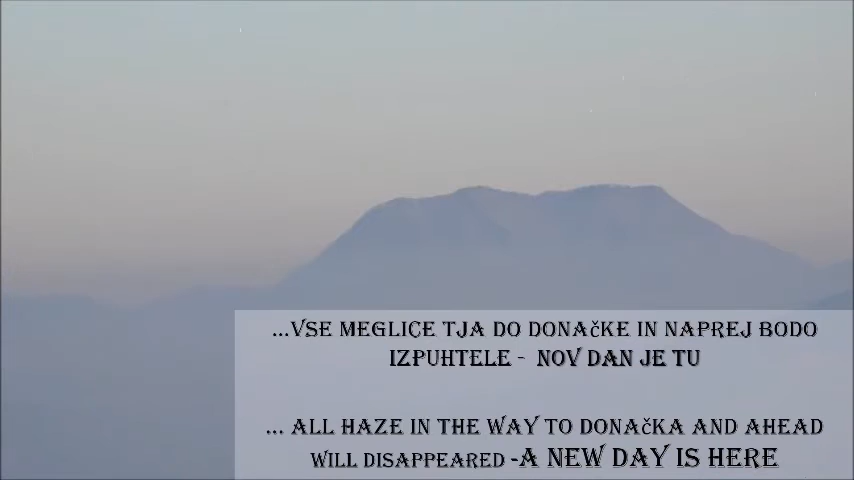 ...VSE MEGLICE TJA DO DONAČKE IN NAPREJ BODO
IZPUHTELE - NOV DAN JE TU
... ALL HAZE IN THE WAY TO DONAČKA AND AHEAD
WILL DISAPPEARED -A NEW DAY IS HERE